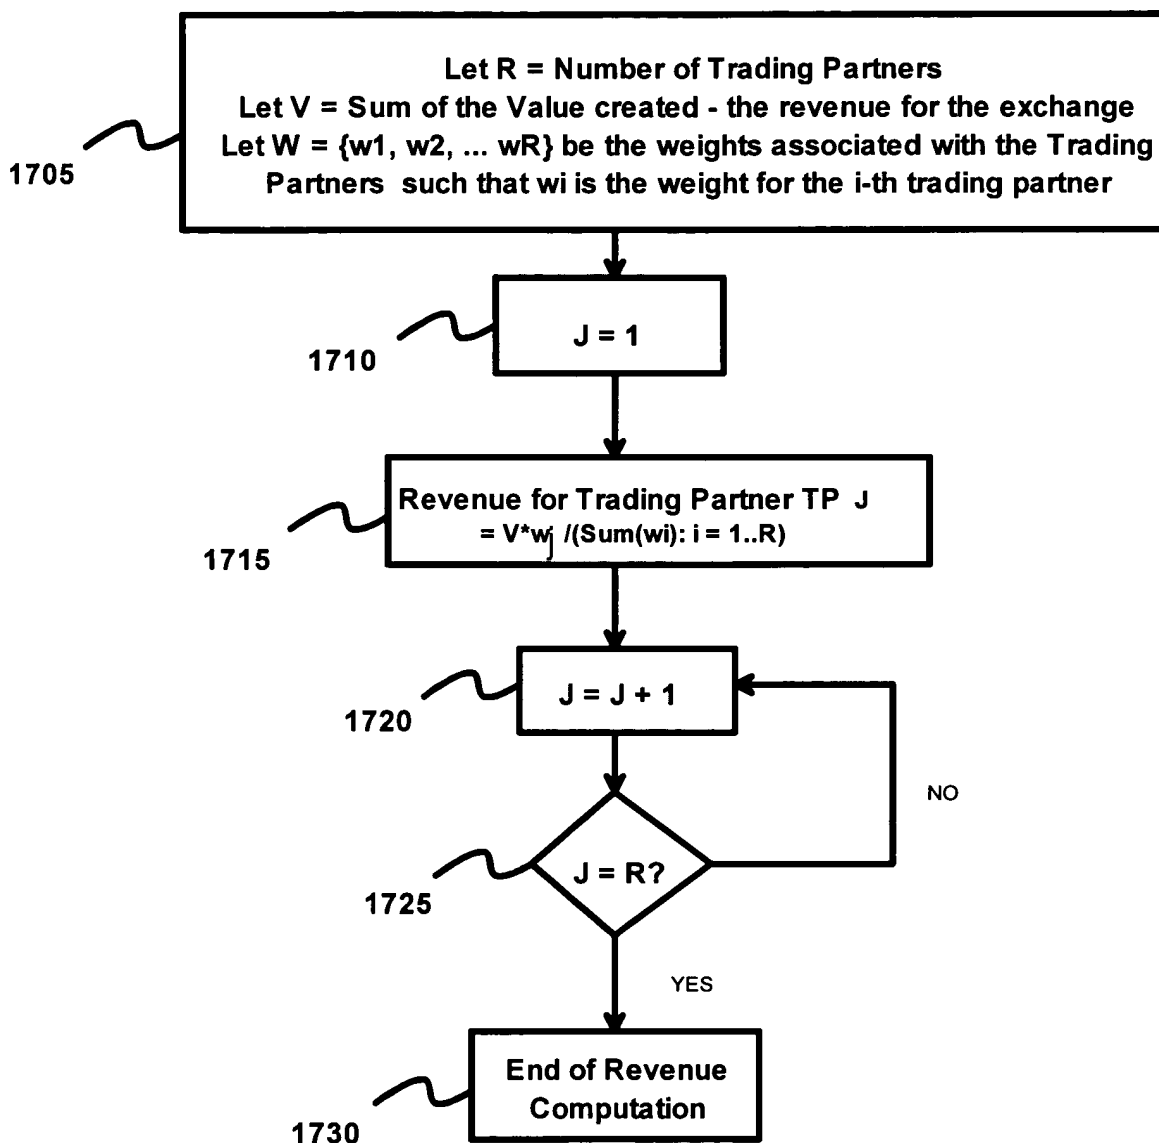 Let R = Number of Trading Partners
Let V = Sum of the Value created - the revenue for the exchange
Let W = {w1, w2, ... wR} be the weights associated with the Trading
Partners such that wi is the weight for the i-th trading partner
1705
J = 1
1710
Revenue for Trading Partner TP J
= V*wj /(Sum(wi): i = 1..R)
1715
J = J + 1
1720
NO
J = R?
1725
YES
End of Revenue
Computation
1730